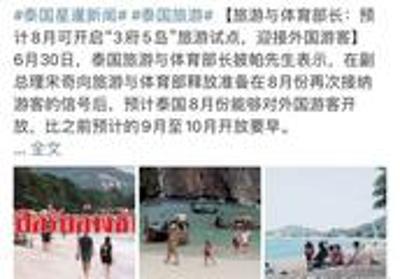 #泰国星暹新闻# #泰国旅游# 【旅游与体育部长：预
计8月可开启“3府5岛”旅游试点，迎接外国游客】
6月30日，泰国旅游与体育部长披帕先生表示，在副
总理宋奇向旅游与体育部释放准备在8月份再次接纳
游客的信号后，预计泰国8月份能够对外国游客开
放，比之前预计的9月至10月开放要早。
... 全文